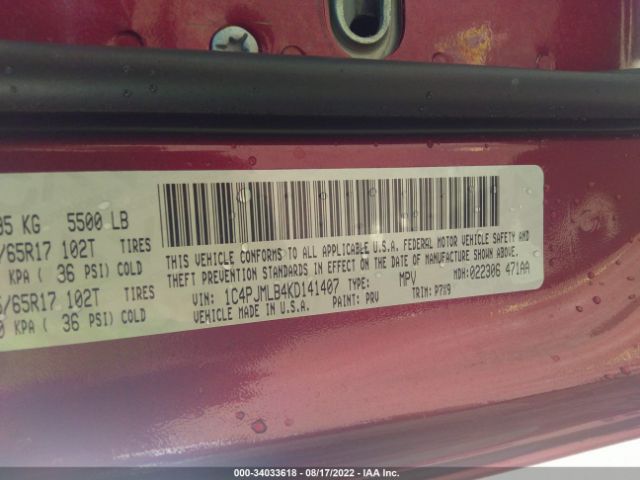 95 KG 5500 LB
/65R17 102T TIRES
KPA ( 36 PSI) COLD
/65R17 102T TIRES
0 KPA ( 36 PSI) COLD
THIS VEHICLE CONFORMS TO ALL APPLICABLE U.S.A. FEDERAL MOTOR VEHICLE SAFETY AND
THEFT PREVENTION STANDARDS IN EFFECT ON THE DATE OF MANUFACTURE SHOWN ABOVE.
VIN: 1C4PJMLB4KD141407 TYPE: MPV MDH: 022306 471AA
VEHICLE MADE IN U.S.A. PAINT: PRV TRIM: P7X9
000-34033618 - 08/17/2022 - IAA Inc.